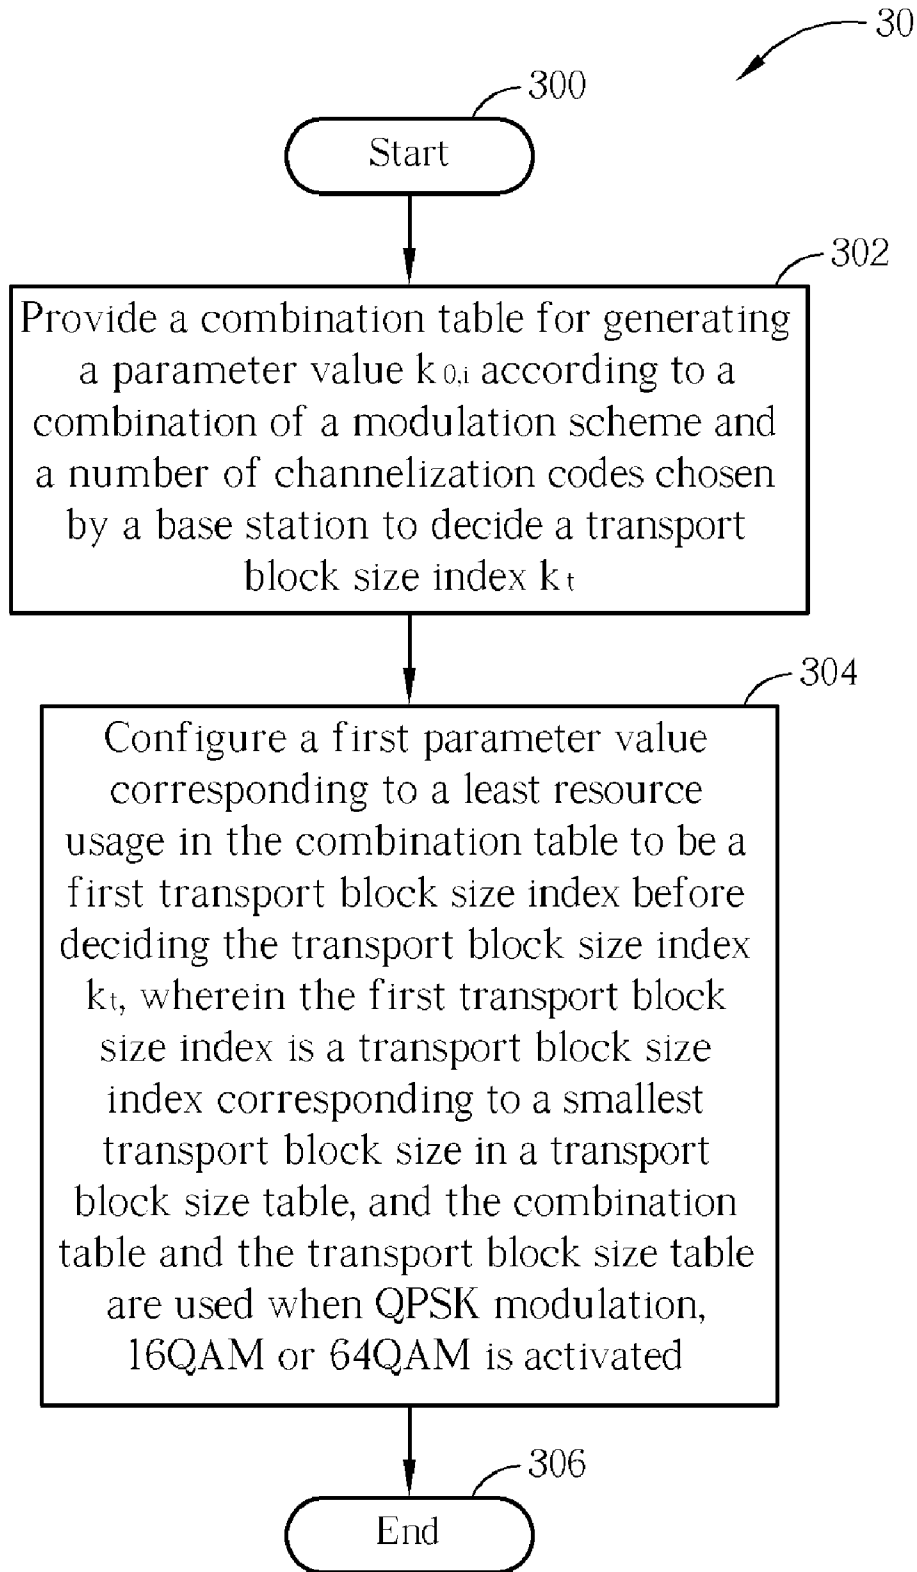 30
300
Start
302
Provide a combination table for generating
a parameter value k0,i according to a
combination of a modulation scheme and
a number of channelization codes chosen
by a base station to decide a transport
block size index kt
304
Configure a first parameter value
corresponding to a least resource
usage in the combination table to be a
first transport block size index before
deciding the transport block size index
kt, wherein the first transport block
size index is a transport block size
index corresponding to a smallest
transport block size in a transport
block size table, and the combination
table and the transport block size table
are used when QPSK modulation,
16QAM or 64QAM is activated
306
End